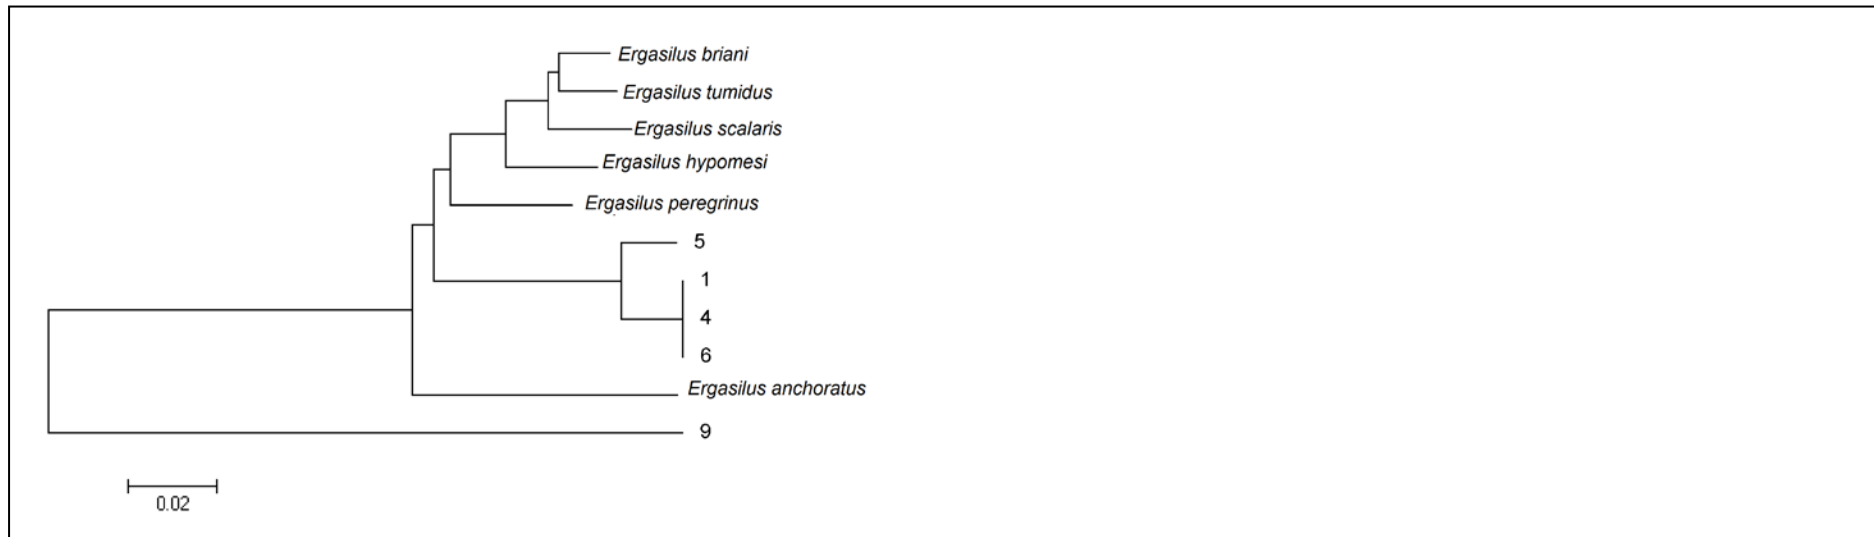 Ergasilus briani
Ergasilus tumidus
Ergasilus scalaris
Ergasilus hypomesi
Ergasilus peregrinus
5
1
4
6
Ergasilus anchoratus
9
0.02